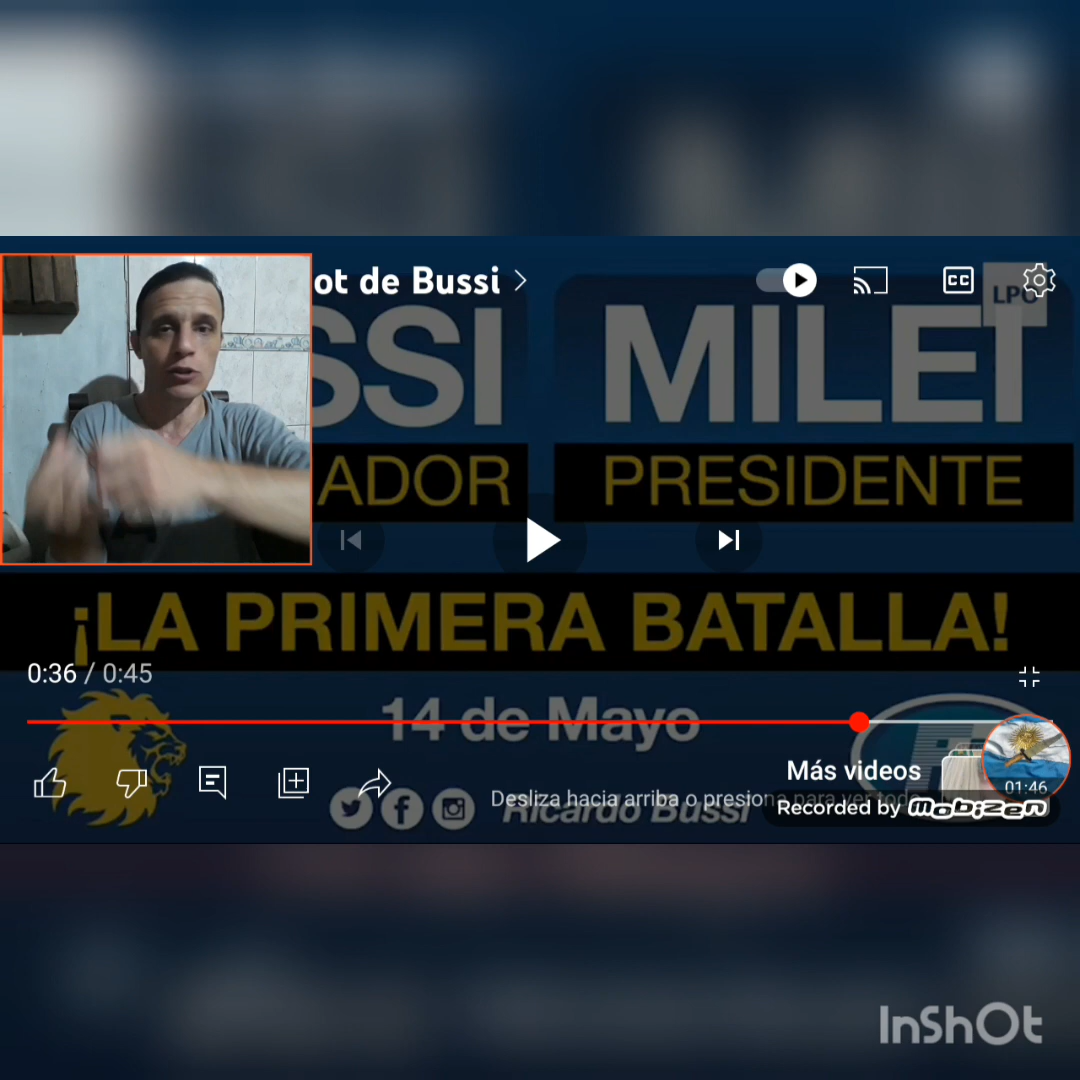 ot de Bussi
CC
LPO
SSI MILEI
ADOR PRESIDENTE
¡LA PRIMERA BATALLA!
0:36 / 0:45
14 de Mayo
Más videos
01:46
Desliza hacia arriba o presiona para ver todo
Ricardo Bussi
Recorded by mobizen
InShOt